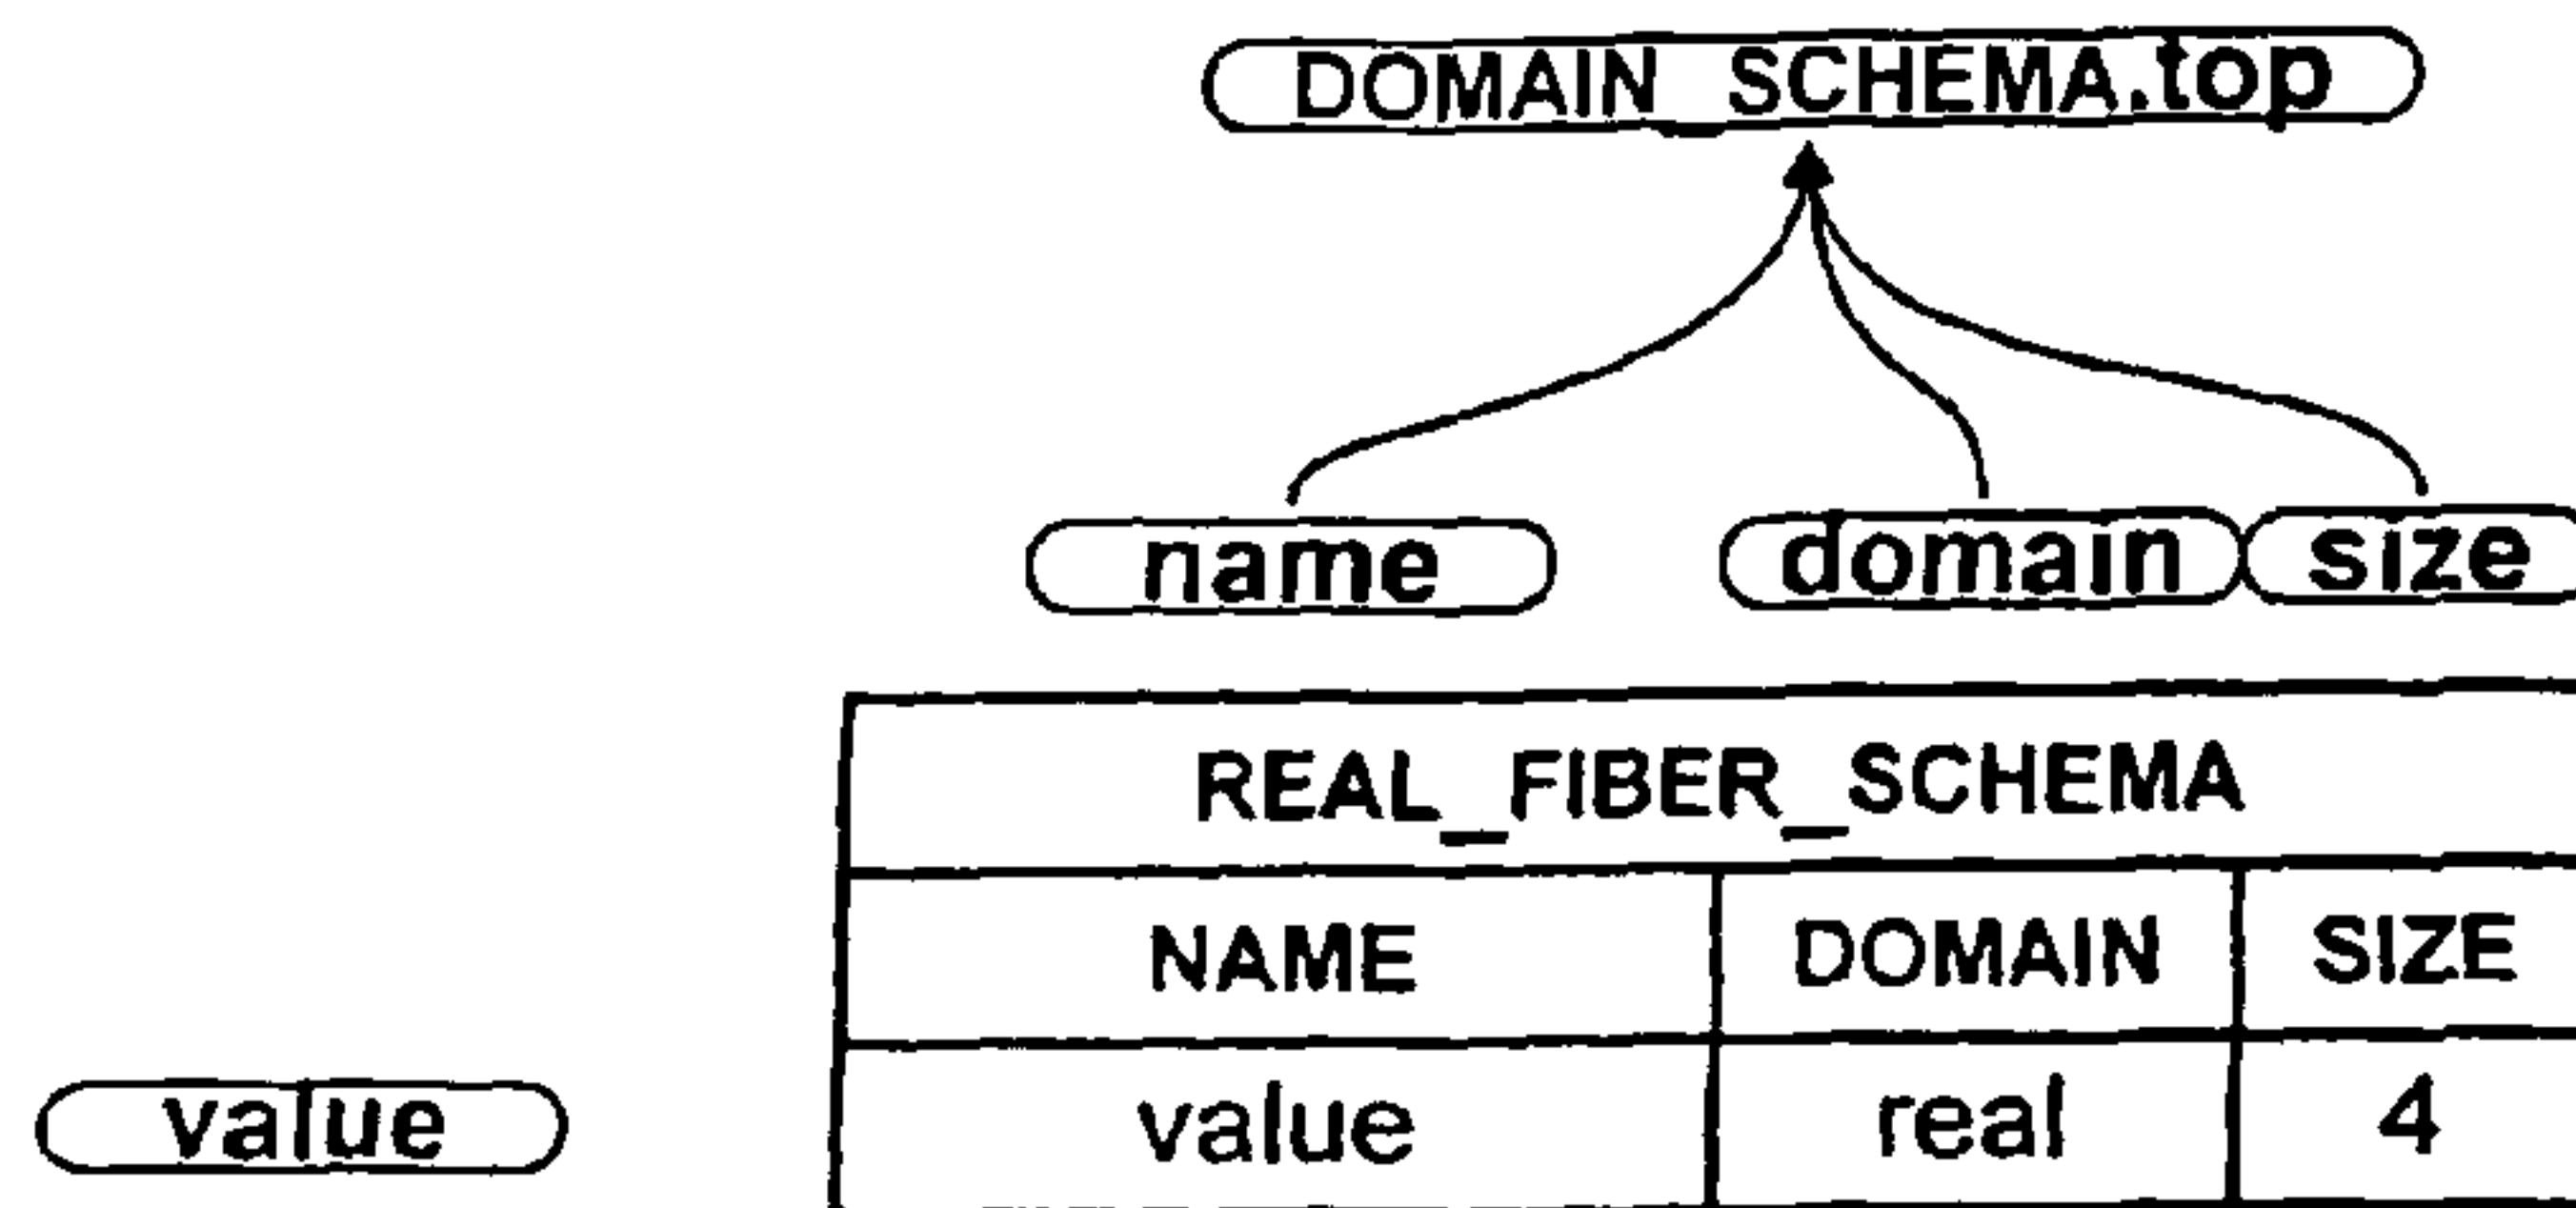 DOMAIN_SCHEMA.top
name domain size
REAL_FIBER_SCHEMA
NAME DOMAIN SIZE
value value real 4